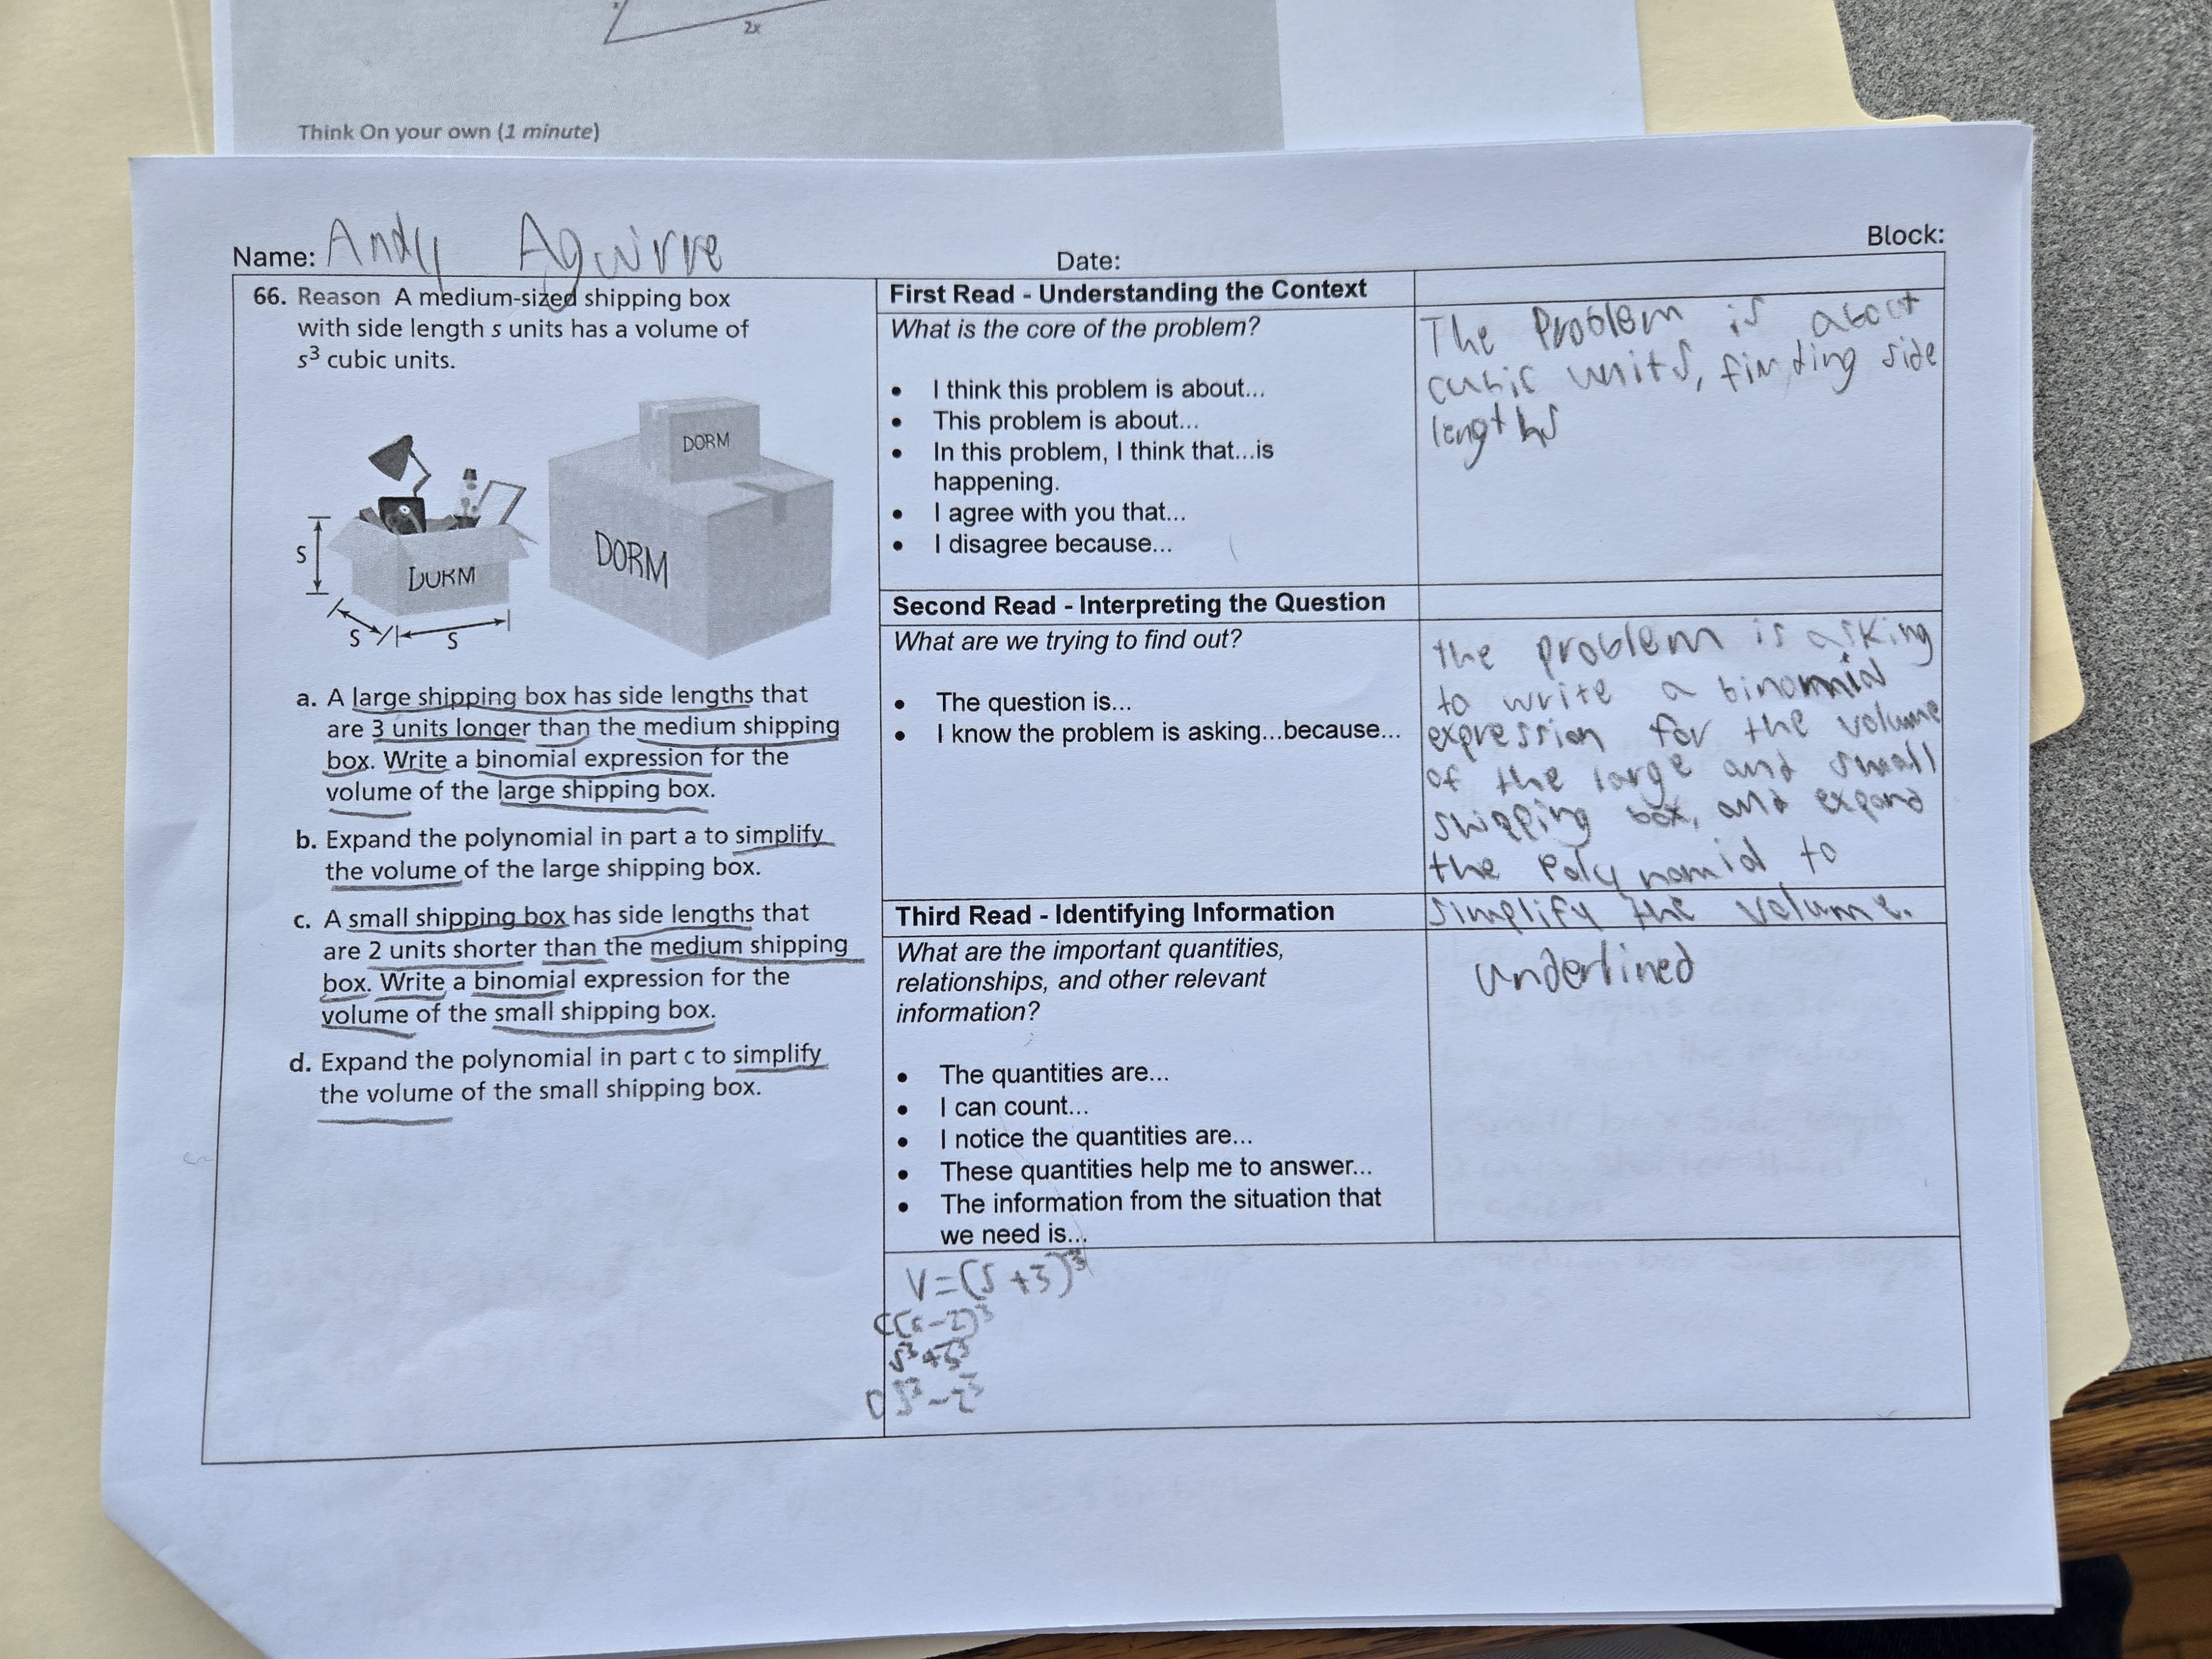 Think On your own (1 minute)
2x
Name: Andy Aguirre Date: Block:
66. Reason A medium-sized shipping box
with side length s units has a volume of
s³ cubic units.
s
s
s
DORM
DORM
DORM
a. A large shipping box has side lengths that
are 3 units longer than the medium shipping
box. Write a binomial expression for the
volume of the large shipping box.
b. Expand the polynomial in part a to simplify
the volume of the large shipping box.
c. A small shipping box has side lengths that
are 2 units shorter than the medium shipping
box. Write a binomial expression for the
volume of the small shipping box.
d. Expand the polynomial in part c to simplify
the volume of the small shipping box.
First Read - Understanding the Context
What is the core of the problem?
• I think this problem is about...
• This problem is about...
• In this problem, I think that...is
happening.
• I agree with you that...
• I disagree because...
The problem is about
cubic units, finding side
lengths
Second Read - Interpreting the Question
What are we trying to find out?
• The question is...
• I know the problem is asking...because...
the problem is asking
to write a binomial
expression for the volume
of the large and small
shipping box, and expand
the polynomid to
simplify the volume.
Third Read - Identifying Information
What are the important quantities,
relationships, and other relevant
information?
• The quantities are...
• I can count...
• I notice the quantities are...
• These quantities help me to answer...
• The information from the situation that
we need is...
underlined
V=(s+3)³
(s-2)³
s³+3³
s³-2³